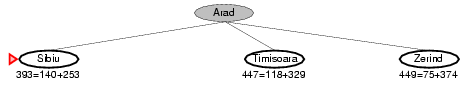 Arad
Sibiu Timisoara Zerind
393=140+253 447=118+329 449=75+374